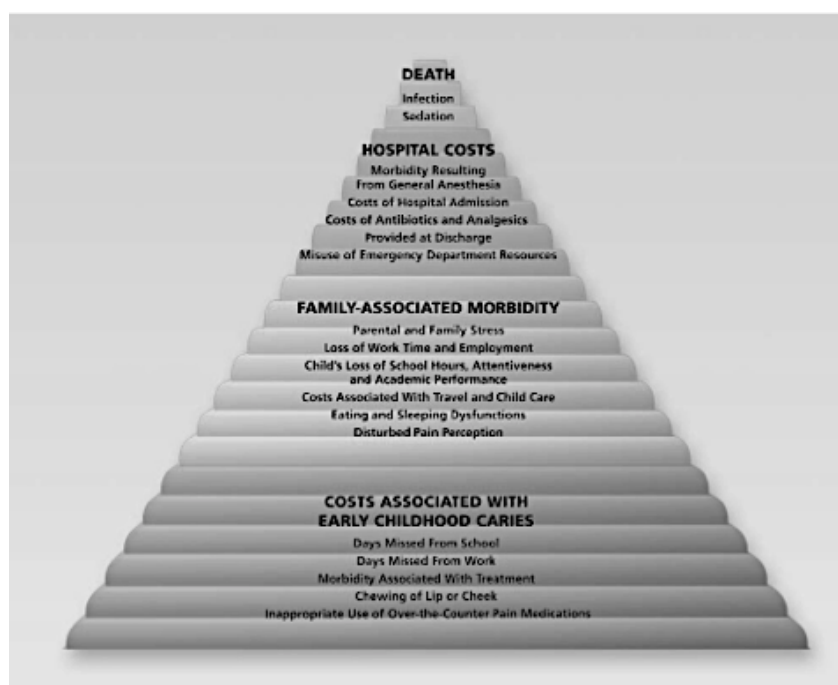 DEATH
Infection
Sedation
HOSPITAL COSTS
Morbidity Resulting
From General Anesthesia
Costs of Hospital Admission
Costs of Antibiotics and Analgesics
Provided at Discharge
Misuse of Emergency Department Resources
FAMILY-ASSOCIATED MORBIDITY
Parental and Family Stress
Loss of Work Time and Employment
Child's Loss of School Hours, Attentiveness
and Academic Performance
Costs Associated With Travel and Child Care
Eating and Sleeping Dysfunctions
Disturbed Pain Perception
COSTS ASSOCIATED WITH
EARLY CHILDHOOD CARIES
Days Missed From School
Days Missed From Work
Morbidity Associated With Treatment
Chewing of Lip or Cheek
Inappropriate Use of Over-the-Counter Pain Medications